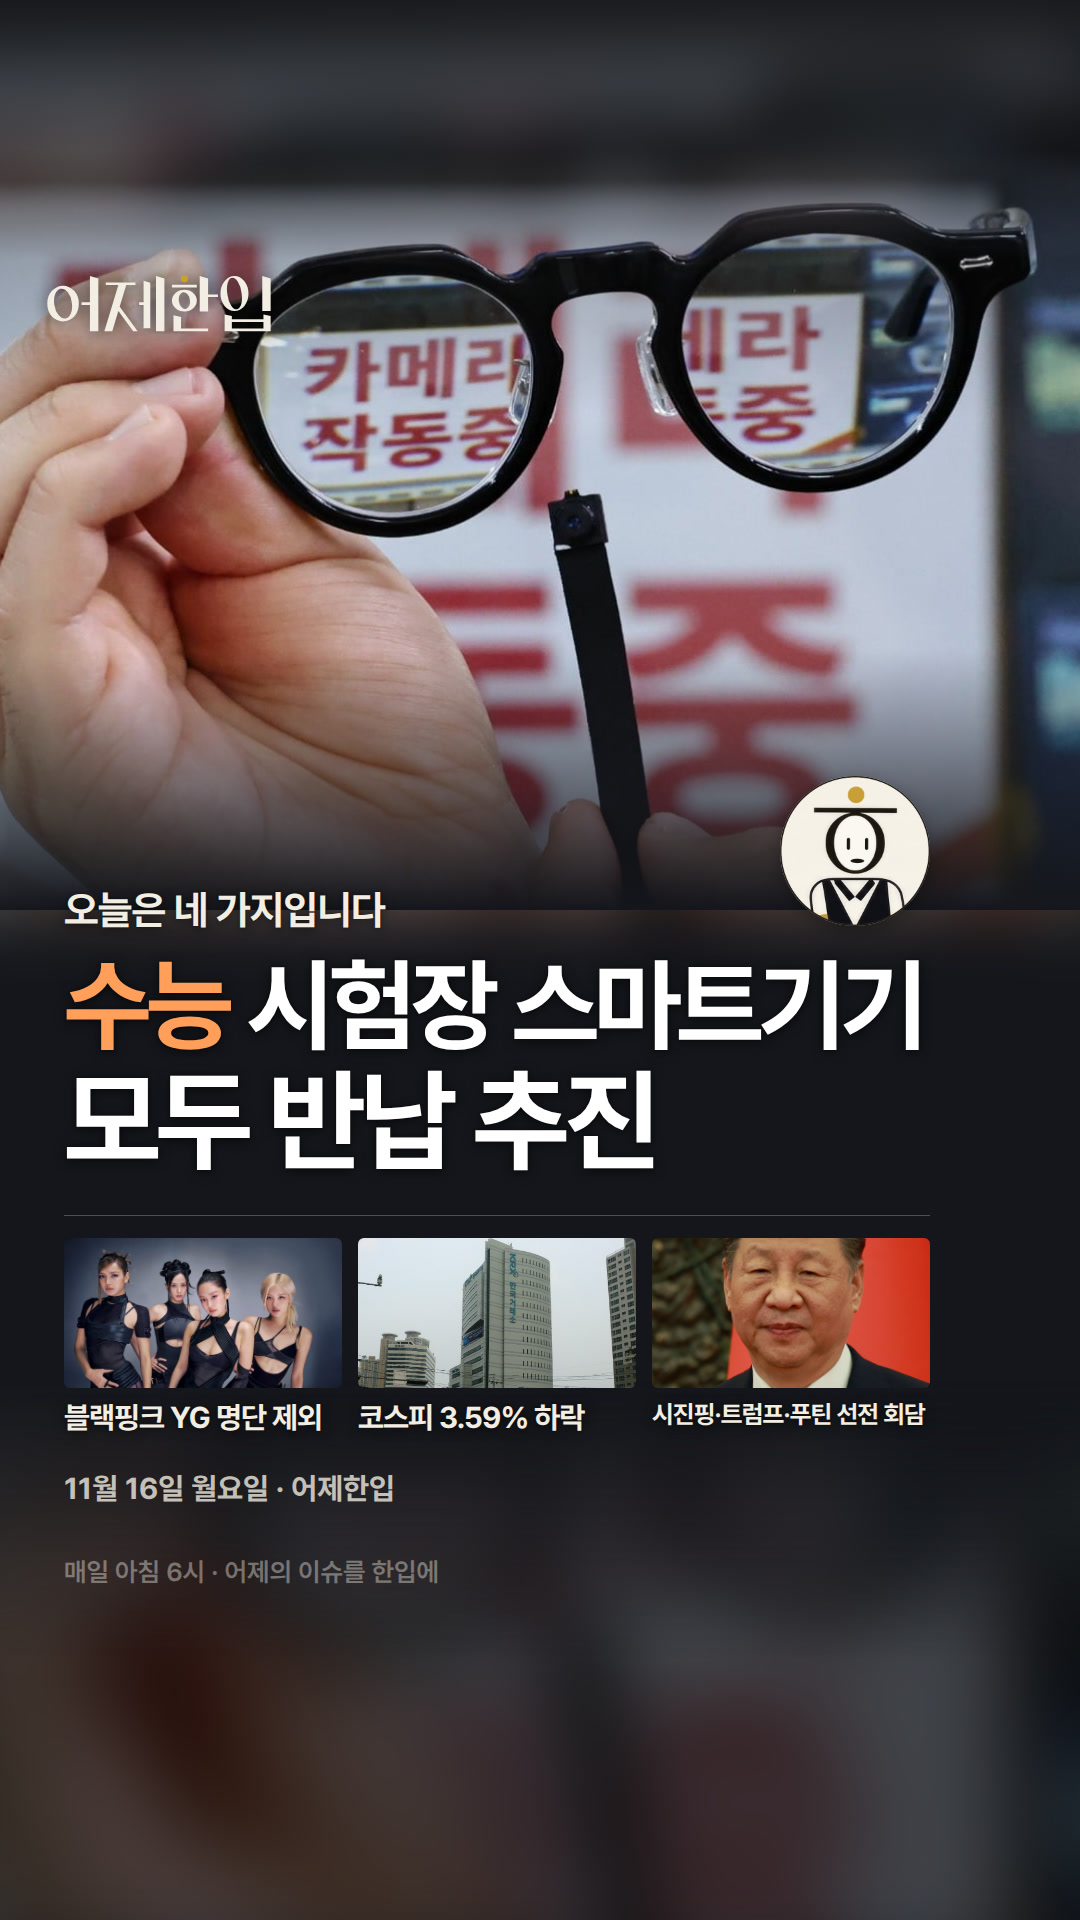 어제한입
카메라
작동중
메라
동중
오늘은 네 가지입니다
수능 시험장 스마트기기
모두 반납 추진
블랙핑크 YG 명단 제외
코스피 3.59% 하락
시진핑·트럼프·푸틴 선전 회담
11월 16일 월요일 · 어제한입
매일 아침 6시 · 어제의 이슈를 한입에